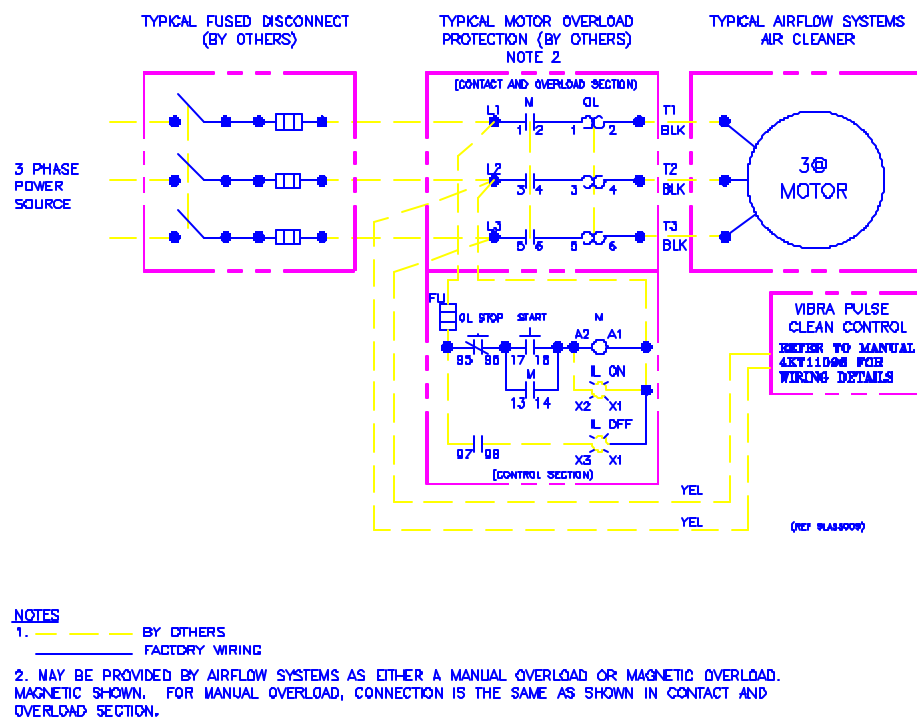 TYPICAL FUSED DISCONNECT
(BY OTHERS)
TYPICAL MOTOR OVERLOAD
PROTECTION (BY OTHERS)
NOTE 2
TYPICAL AIRFLOW SYSTEMS
AIR CLEANER
[CONTACT AND OVERLOAD SECTION]
L1 M OL T1
1 2 1 2 BLK
3 PHASE
POWER
SOURCE
L2 T2
3 4 3 4 BLK
3@
MOTOR
L3 T3
5 6 5 6 BLK
FU
OL STOP START M
A2 A1
95 96 17 18
M
13 14
IL ON
X2 X1
IL OFF
97 98
X3 X1
[CONTROL SECTION]
VIBRA PULSE
CLEAN CONTROL
REFER TO MANUAL
FOR
WIRING DETAILS
YEL
YEL
NOTES
1. BY OTHERS
FACTORY WIRING
2. MAY BE PROVIDED BY AIRFLOW SYSTEMS AS EITHER A MANUAL OVERLOAD OR MAGNETIC OVERLOAD.
MAGNETIC SHOWN. FOR MANUAL OVERLOAD, CONNECTION IS THE SAME AS SHOWN IN CONTACT AND
OVERLOAD SECTION.